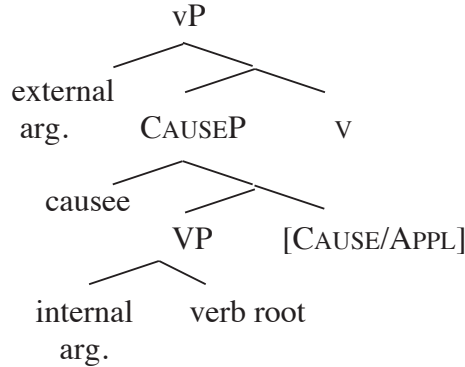 vP
external
arg.
CAUSEP
v
causee
VP
[CAUSE/APPL]
internal
arg.
verb root